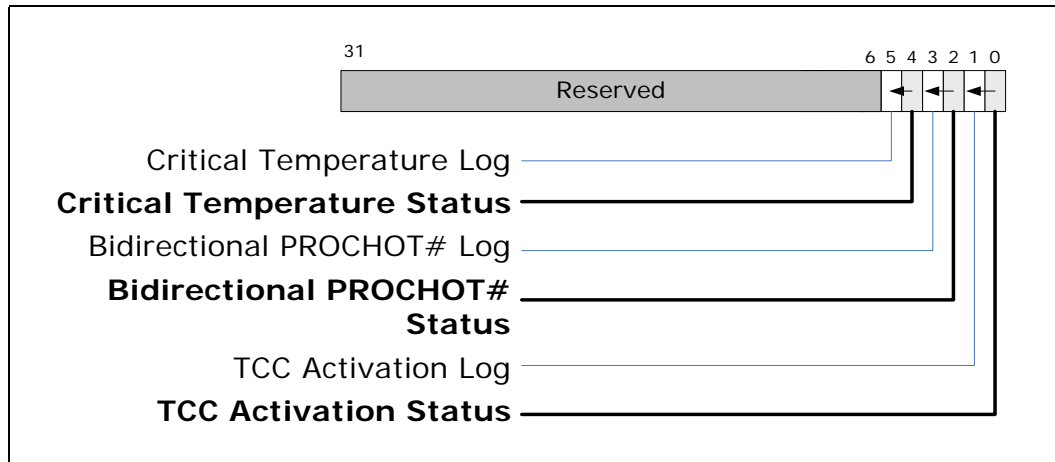 31 6 5 4 3 2 1 0
Reserved
Critical Temperature Log
Critical Temperature Status
Bidirectional PROCHOT# Log
Bidirectional PROCHOT#
Status
TCC Activation Log
TCC Activation Status